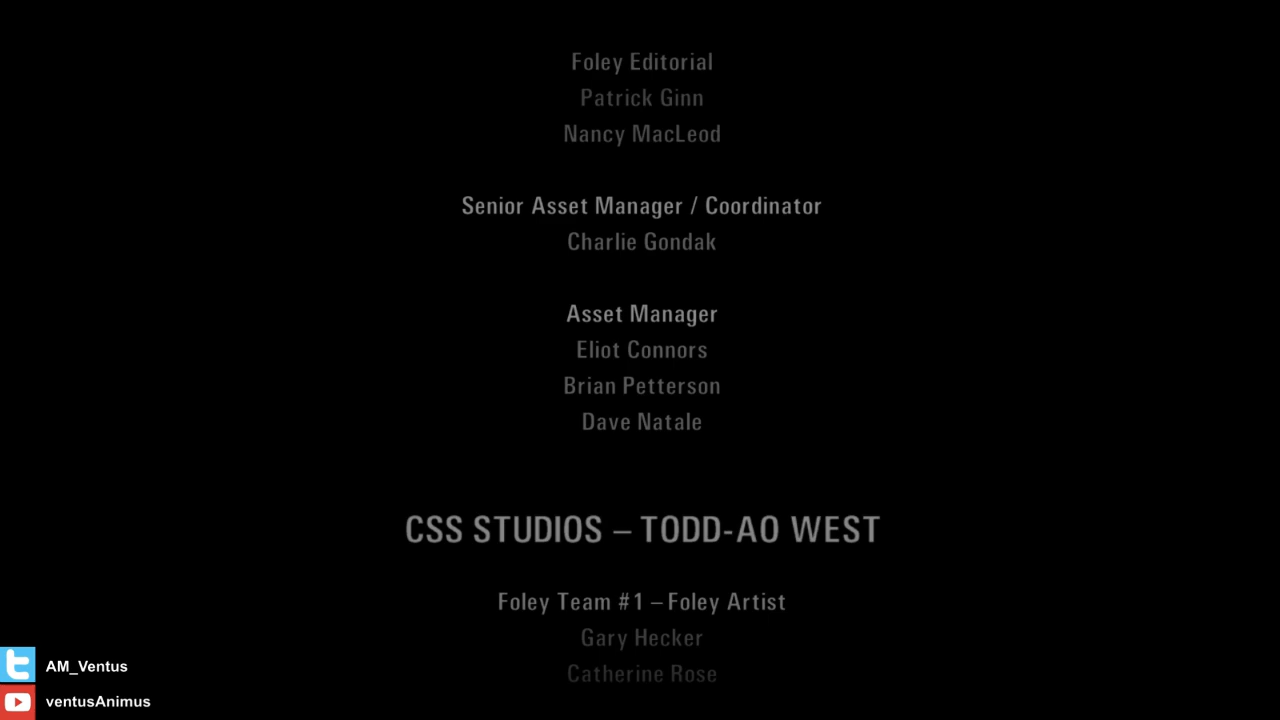 Foley Editorial
Patrick Ginn
Nancy MacLeod
Senior Asset Manager / Coordinator
Charlie Gondak
Asset Manager
Eliot Connors
Brian Petterson
Dave Natale
CSS STUDIOS – TODD-AO WEST
Foley Team #1 – Foley Artist
Gary Hecker
Catherine Rose
AM_Ventus
ventusAnimus